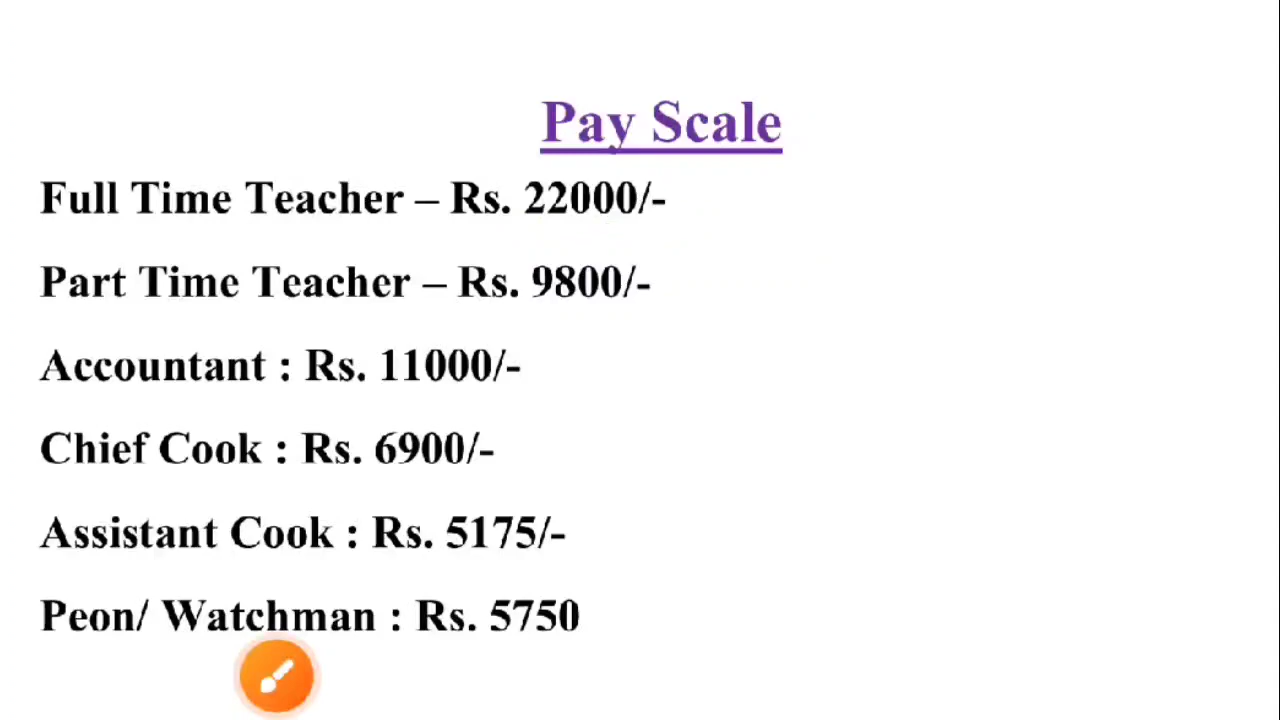 Pay Scale
Full Time Teacher – Rs. 22000/-
Part Time Teacher – Rs. 9800/-
Accountant : Rs. 11000/-
Chief Cook : Rs. 6900/-
Assistant Cook : Rs. 5175/-
Peon/ Watchman : Rs. 5750